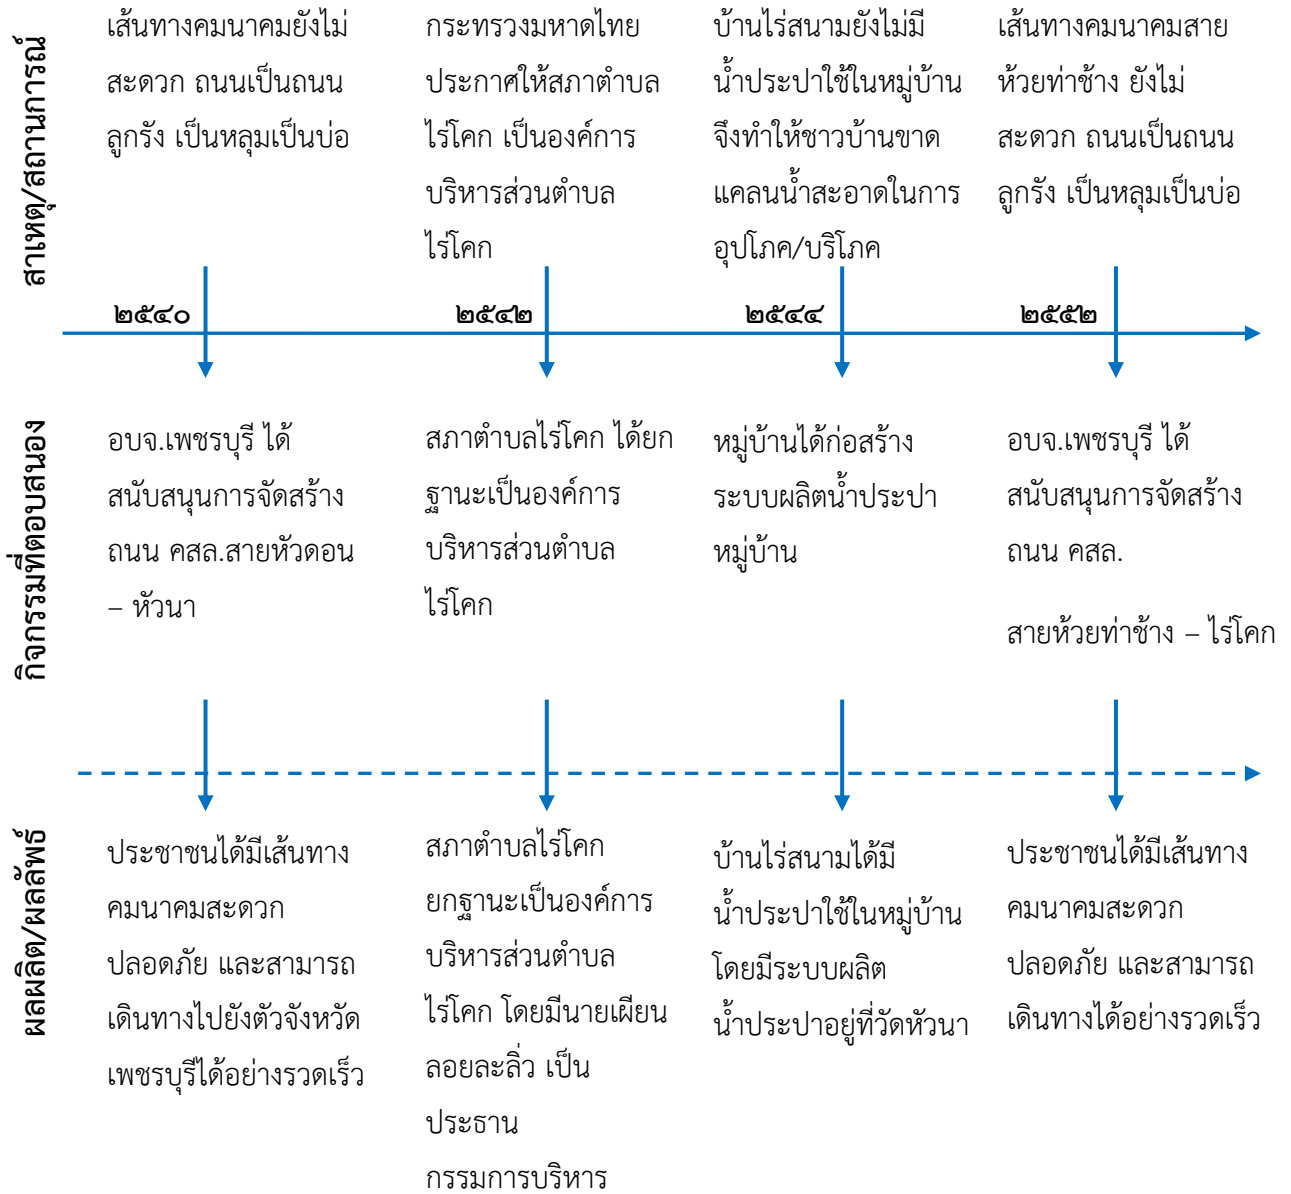 สาเหตุ/สถานการณ์
เส้นทางคมนาคมยังไม่
สะดวก ถนนเป็นถนน
ลูกรัง เป็นหลุมเป็นบ่อ
กระทรวงมหาดไทย
ประกาศให้สภาตำบล
ไร่โคก เป็นองค์การ
บริหารส่วนตำบล
ไร่โคก
บ้านไร่สนามยังไม่มี
น้ำประปาใช้ในหมู่บ้าน
จึงทำให้ชาวบ้านขาด
แคลนน้ำสะอาดในการ
อุปโภค/บริโภค
เส้นทางคมนาคมสาย
ห้วยท่าช้าง ยังไม่
สะดวก ถนนเป็นถนน
ลูกรัง เป็นหลุมเป็นบ่อ
๒๕๔๐
๒๕๔๒
๒๕๔๔
๒๕๕๒
กิจกรรมที่ตอบสนอง
อบจ.เพชรบุรี ได้
สนับสนุนการจัดสร้าง
ถนน คสล.สายหัวดอน
– หัวนา
สภาตำบลไร่โคก ได้ยก
ฐานะเป็นองค์การ
บริหารส่วนตำบล
ไร่โคก
หมู่บ้านได้ก่อสร้าง
ระบบผลิตน้ำประปา
หมู่บ้าน
อบจ.เพชรบุรี ได้
สนับสนุนการจัดสร้าง
ถนน คสล.
สายห้วยท่าช้าง – ไร่โคก
ผลผลิต/ผลลัพธ์
ประชาชนได้มีเส้นทาง
คมนาคมสะดวก
ปลอดภัย และสามารถ
เดินทางไปยังตัวจังหวัด
เพชรบุรีได้อย่างรวดเร็ว
สภาตำบลไร่โคก
ยกฐานะเป็นองค์การ
บริหารส่วนตำบล
ไร่โคก โดยมีนายเผียน
ลอยละลิ่ว เป็น
ประธาน
กรรมการบริหาร
บ้านไร่สนามได้มี
น้ำประปาใช้ในหมู่บ้าน
โดยมีระบบผลิต
น้ำประปาอยู่ที่วัดหัวนา
ประชาชนได้มีเส้นทาง
คมนาคมสะดวก
ปลอดภัย และสามารถ
เดินทางได้อย่างรวดเร็ว